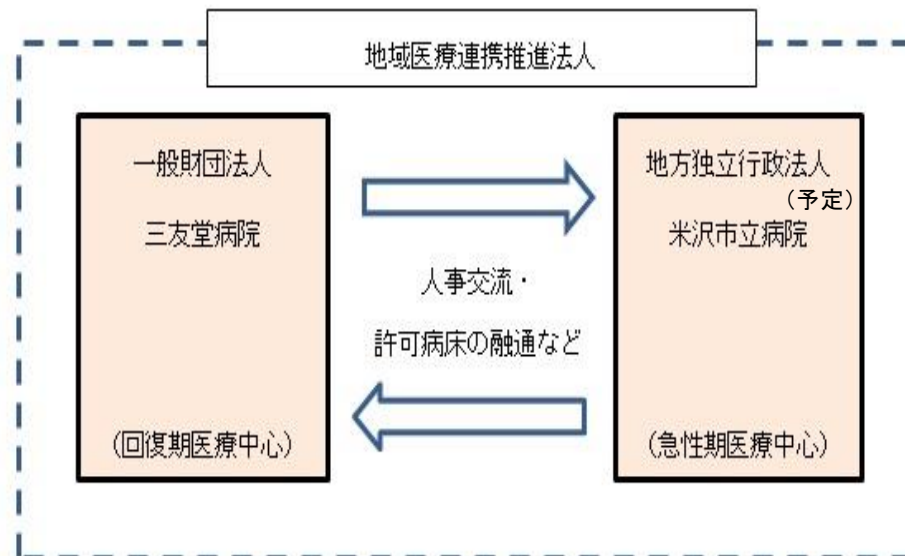 地域医療連携推進法人
一般財団法人
三友堂病院
(回復期医療中心)
人事交流・
許可病床の融通など
地方独立行政法人
(予定)
米沢市立病院
(急性期医療中心)